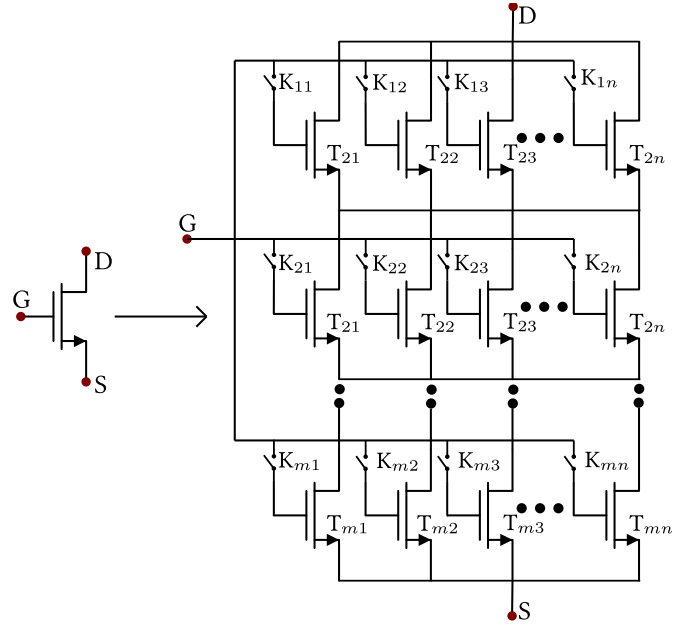 D
K₁₁ K₁₂ K₁₃ K₁ₙ
T₂₁ T₂₂ T₂₃ T₂ₙ
G
K₂₁ K₂₂ K₂₃ K₂ₙ
D
G
T₂₁ T₂₂ T₂₃ T₂ₙ
S
Kₘ₁ Kₘ₂ Kₘ₃ Kₘₙ
Tₘ₁ Tₘ₂ Tₘ₃ Tₘₙ
S